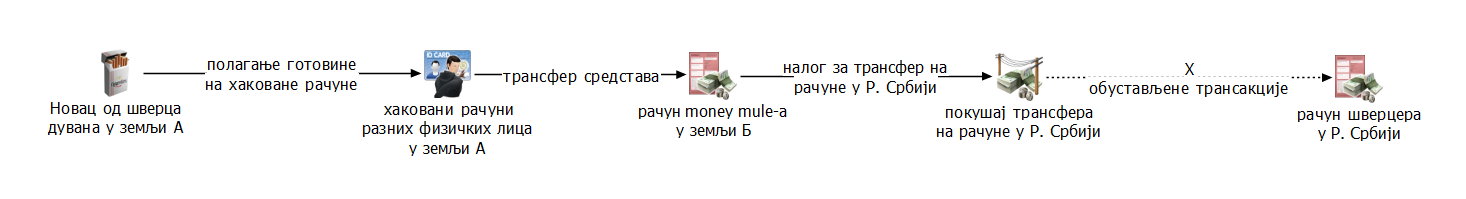 полагање готовине
на хаковане рачуне
Новац од шверца
дувана у земљи А
ID CARD
хаковани рачуни
разних физичких лица
у земљи А
трансфер средстава
рачун money mule-а
у земљи Б
налог за трансфер на
рачуне у Р. Србији
покушај трансфера
на рачуне у Р. Србији
X
обустављене трансакције
рачун шверцера
у Р. Србији